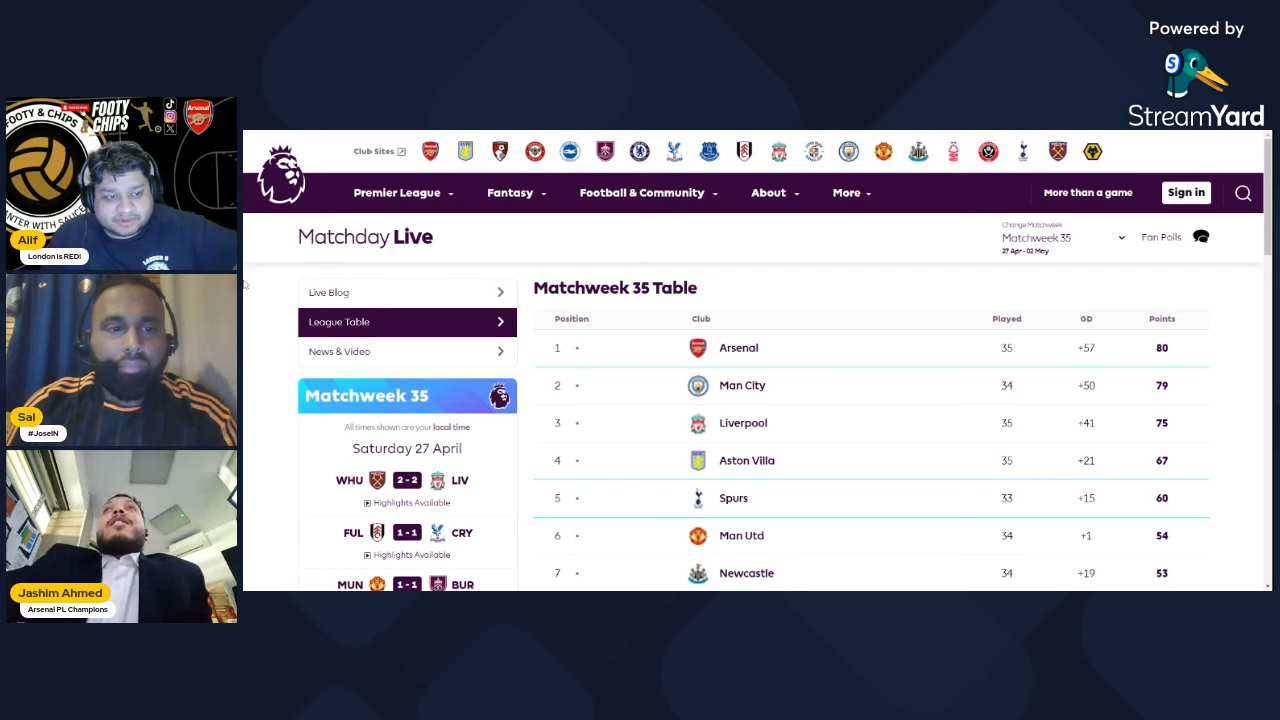 Powered by
StreamYard
FOOTY & CHIPS
FOOTY
CHIPS
Arsenal
Alif
London is RED!
Sal
#JoseIN
Jashim Ahmed
Arsenal PL Champions
Club Sites
Premier League
Fantasy
Football & Community
About
More
More than a game
Sign in
Matchday Live
Change Matchweek
Matchweek 35
27 Apr - 02 May
Fan Polls
Live Blog
League Table
News & Video
Matchweek 35
All times shown are your local time
Saturday 27 April
WHU 2 - 2 LIV
Highlights Available
FUL 1 - 1 CRY
Highlights Available
MUN 1 - 1 BUR
Matchweek 35 Table
Position Club Played GD Points
1 Arsenal 35 +57 80
2 Man City 34 +50 79
3 Liverpool 35 +41 75
4 Aston Villa 35 +21 67
5 Spurs 33 +15 60
6 Man Utd 34 +1 54
7 Newcastle 34 +19 53